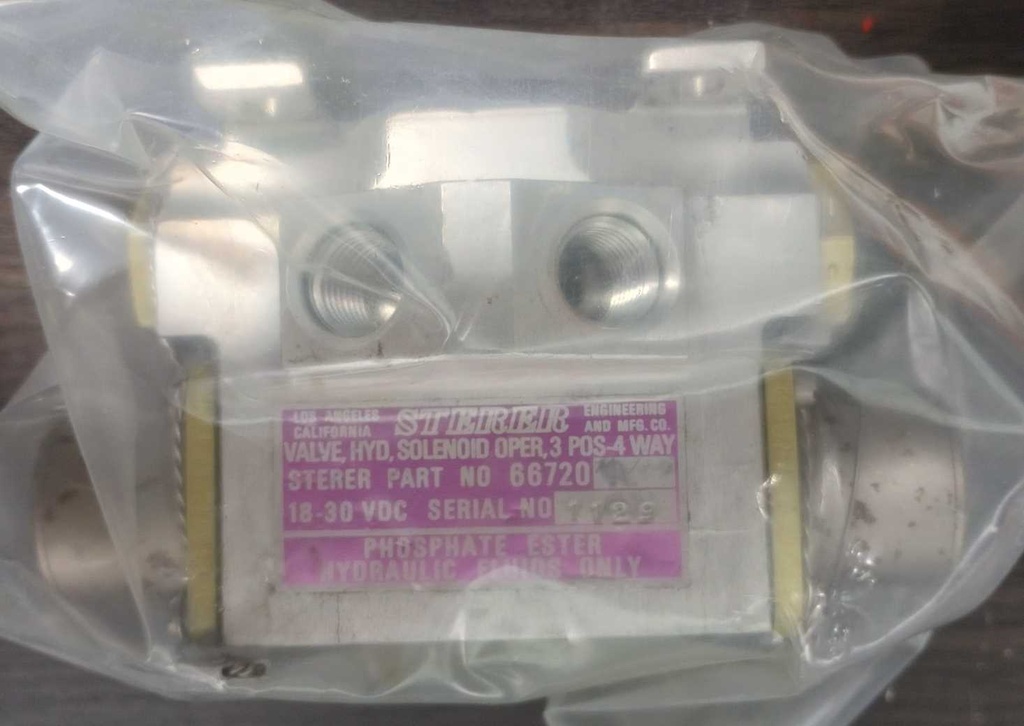 LOS ANGELES CALIFORNIA STERER ENGINEERING AND MFG. CO.
VALVE, HYD, SOLENOID OPER, 3 POS-4 WAY
STERER PART NO 66720
18-30 VDC SERIAL NO 1129
PHOSPHATE ESTER
HYDRAULIC FLUIDS ONLY